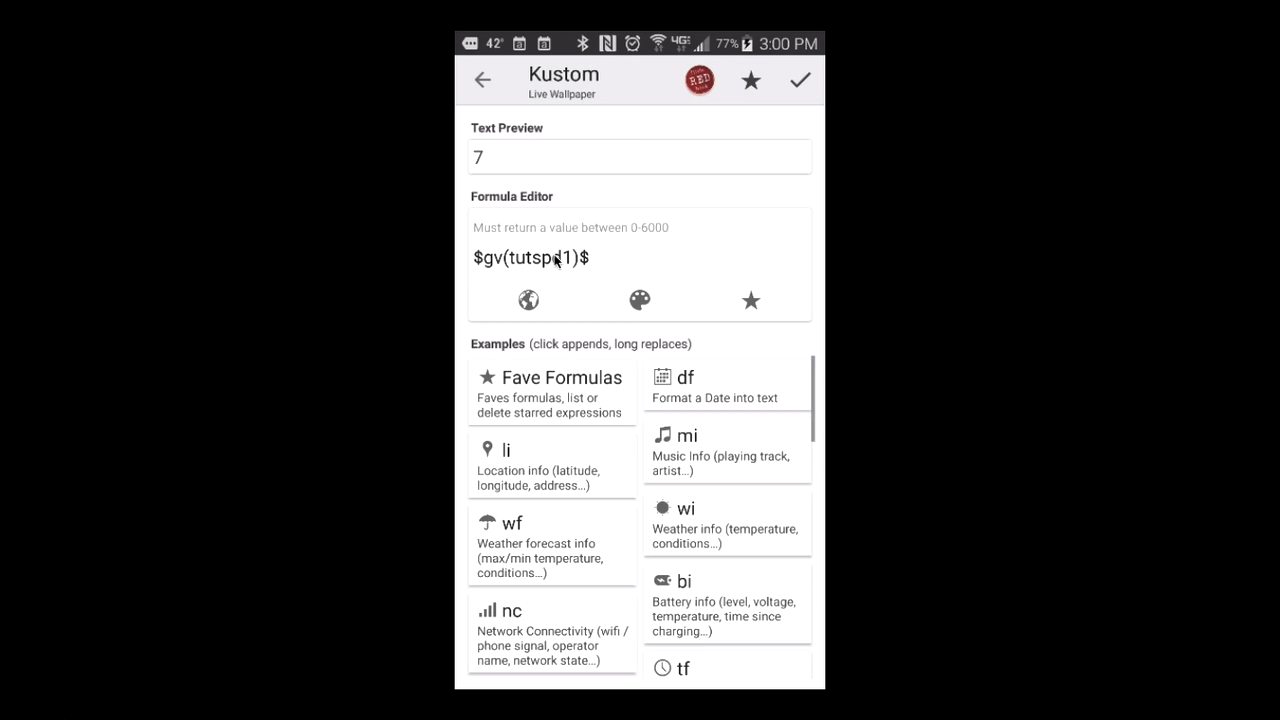 42° 4GE 77% 3:00 PM
Kustom
Live Wallpaper
RED
Text Preview
7
Formula Editor
Must return a value between 0-6000
$gv(tutspd1)$
Examples (click appends, long replaces)
Fave Formulas
Faves formulas, list or
delete starred expressions
df
Format a Date into text
li
Location info (latitude,
longitude, address...)
mi
Music Info (playing track,
artist...)
wf
Weather forecast info
(max/min temperature,
conditions...)
wi
Weather info (temperature,
conditions...)
nc
Network Connectivity (wifi /
phone signal, operator
name, network state...)
bi
Battery info (level, voltage,
temperature, time since
charging...)
tf